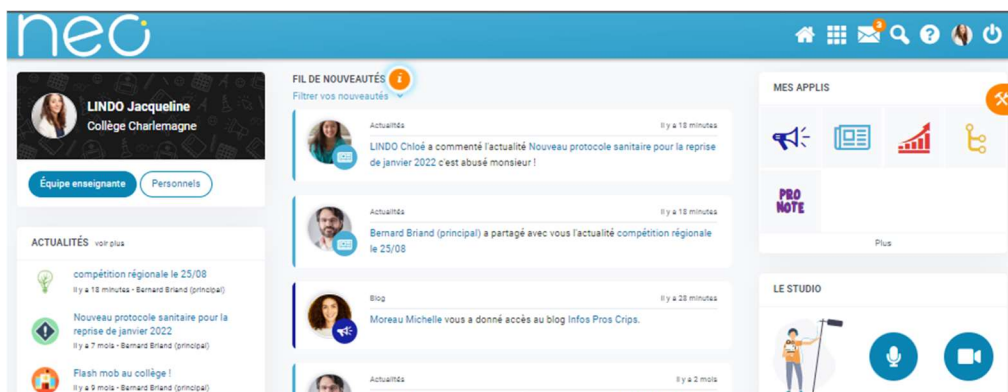 neo
3
LINDO Jacqueline
Collège Charlemagne
Équipe enseignante
Personnels
ACTUALITÉS voir plus
compétition régionale le 25/08
Il y a 18 minutes - Bernard Briand (principal)
Nouveau protocole sanitaire pour la
reprise de janvier 2022
Il y a 7 mois - Bernard Briand (principal)
Flash mob au collège !
Il y a 9 mois - Bernard Briand (principal)
FIL DE NOUVEAUTÉS i
Filtrer vos nouveautés
Actualités Il y a 18 minutes
LINDO Chloé a commenté l'actualité Nouveau protocole sanitaire pour la reprise
de janvier 2022 c'est abusé monsieur !
Actualités Il y a 18 minutes
Bernard Briand (principal) a partagé avec vous l'actualité compétition régionale
le 25/08
Blog Il y a 28 minutes
Moreau Michelle vous a donné accès au blog Infos Pros Crips.
Actualités Il y a 2 mois
MES APPLIS
PRO
NOTE
Plus
LE STUDIO